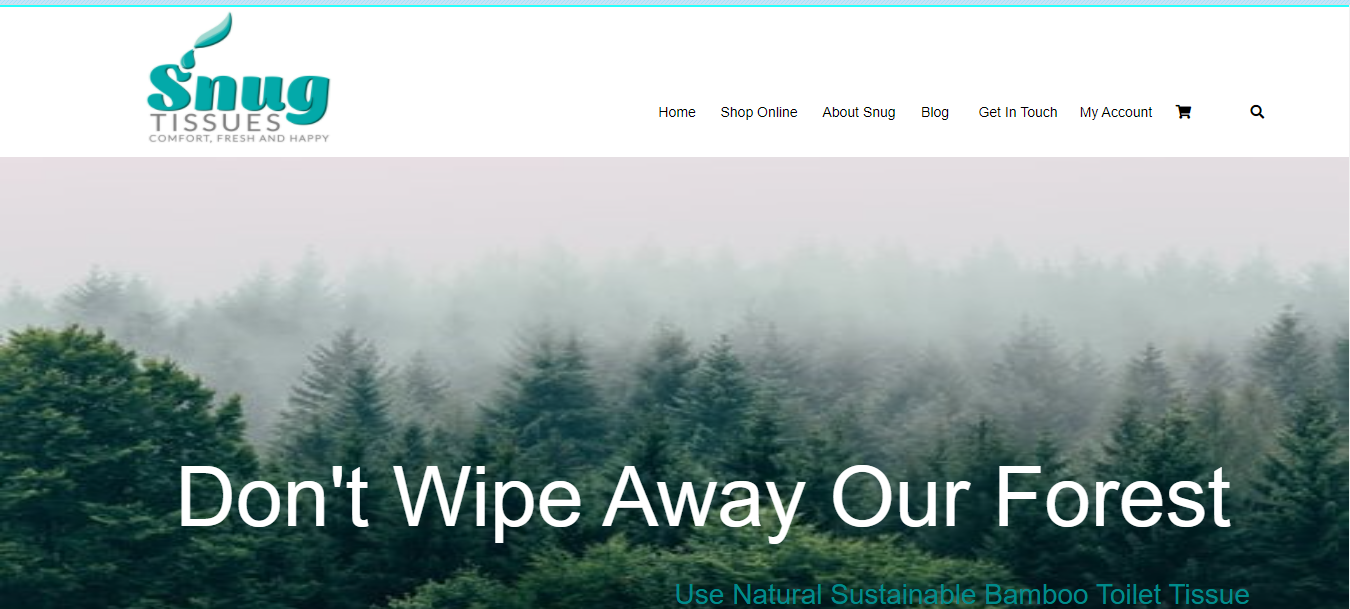 Snug
TISSUES
COMFORT, FRESH AND HAPPY
Home Shop Online About Snug Blog Get In Touch My Account
Don't Wipe Away Our Forest
Use Natural Sustainable Bamboo Toilet Tissue